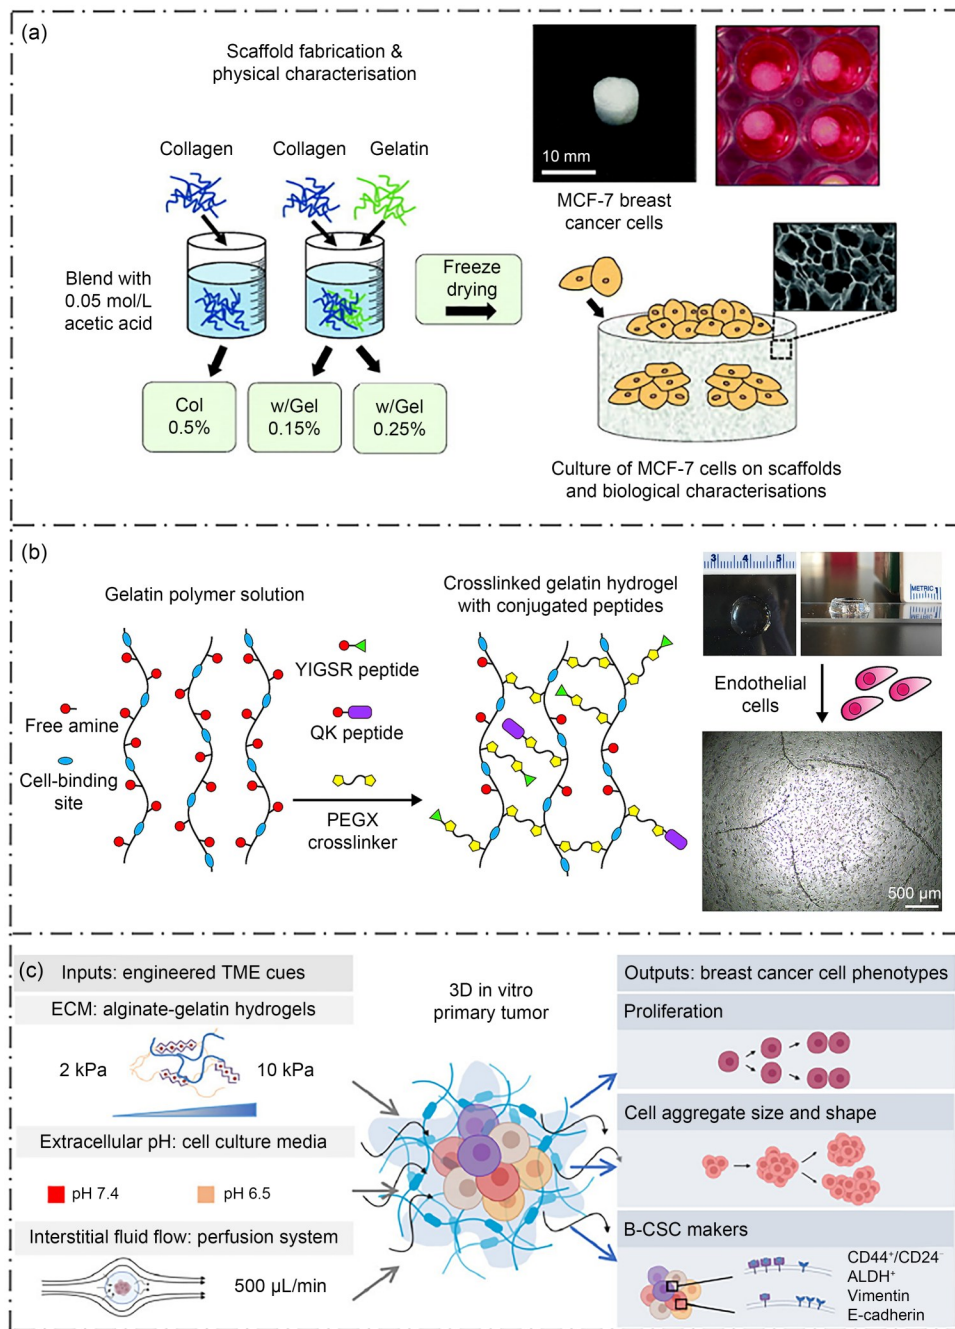 (a)
Scaffold fabrication &
physical characterisation
Collagen
Collagen
Gelatin
Blend with
0.05 mol/L
acetic acid
Freeze
drying
Col
0.5%
w/Gel
0.15%
w/Gel
0.25%
10 mm
MCF-7 breast
cancer cells
Culture of MCF-7 cells on scaffolds
and biological characterisations
(b)
Gelatin polymer solution
Free amine
Cell-binding
site
YIGSR peptide
QK peptide
PEGX
crosslinker
Crosslinked gelatin hydrogel
with conjugated peptides
3 4 5
METRIC 1
Endothelial
cells
500 µm
(c)
Inputs: engineered TME cues
ECM: alginate-gelatin hydrogels
2 kPa
10 kPa
Extracellular pH: cell culture media
pH 7.4
pH 6.5
Interstitial fluid flow: perfusion system
500 µL/min
3D in vitro
primary tumor
Outputs: breast cancer cell phenotypes
Proliferation
Cell aggregate size and shape
B-CSC makers
CD44⁺/CD24⁻
ALDH⁺
Vimentin
E-cadherin